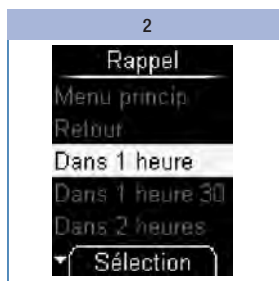 2
Rappel
Menu princip.
Retour
Dans 1 heure
Dans 1 heure 30
Dans 2 heures
Sélection